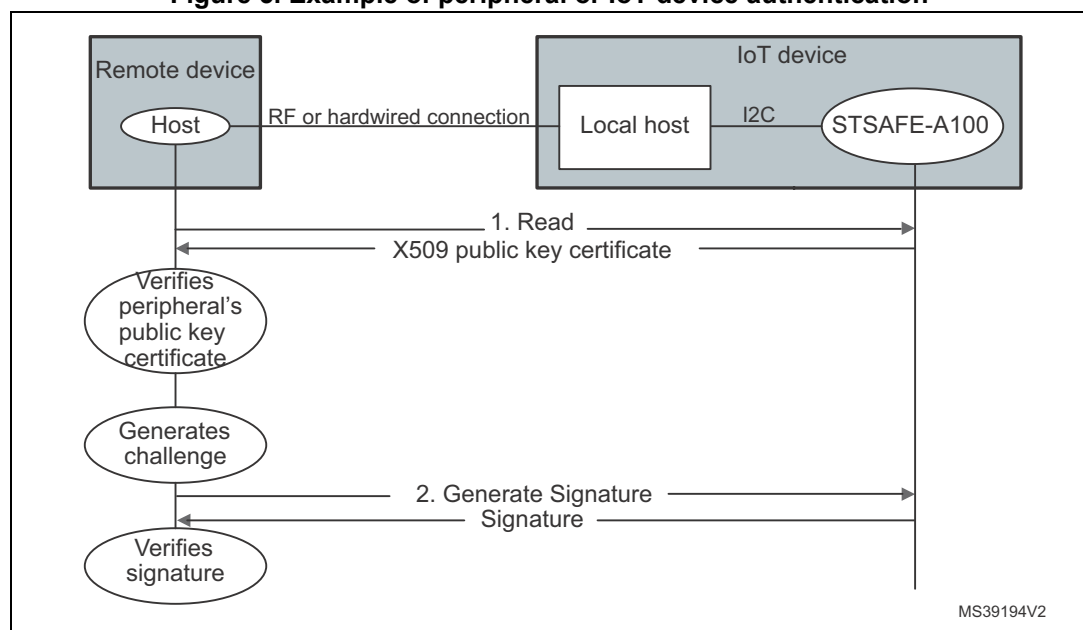 Figure 3. Example of peripheral or IoT device authentication
Remote device
IoT device
Host
RF or hardwired connection
Local host
I2C
STSAFE-A100
1. Read
X509 public key certificate
Verifies
peripheral's
public key
certificate
Generates
challenge
2. Generate Signature
Signature
Verifies
signature
MS39194V2